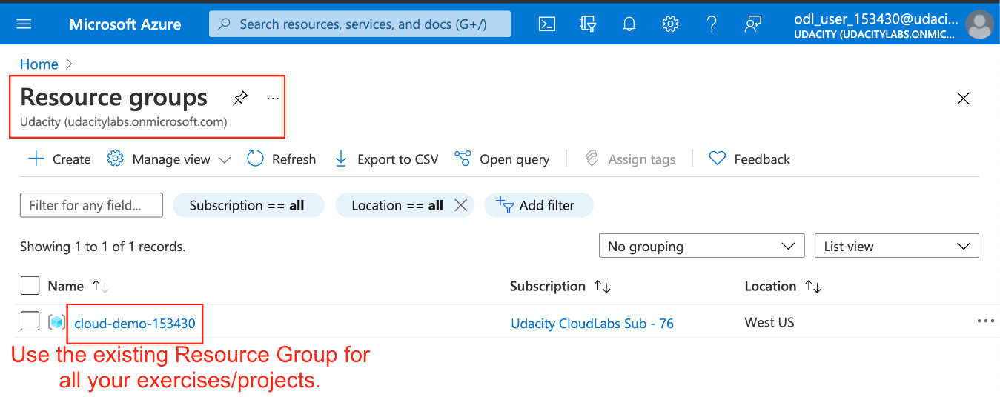 Microsoft Azure Search resources, services, and docs (G+/) odl_user_153430@udaci...
UDACITY (UDACITYLABS.ONMIC...
Home
Resource groups
Udacity (udacitylabs.onmicrosoft.com)
Create Manage view Refresh Export to CSV Open query Assign tags Feedback
Filter for any field... Subscription == all Location == all Add filter
Showing 1 to 1 of 1 records. No grouping List view
Name Subscription Location
cloud-demo-153430 Udacity CloudLabs Sub - 76 West US
Use the existing Resource Group for
all your exercises/projects.